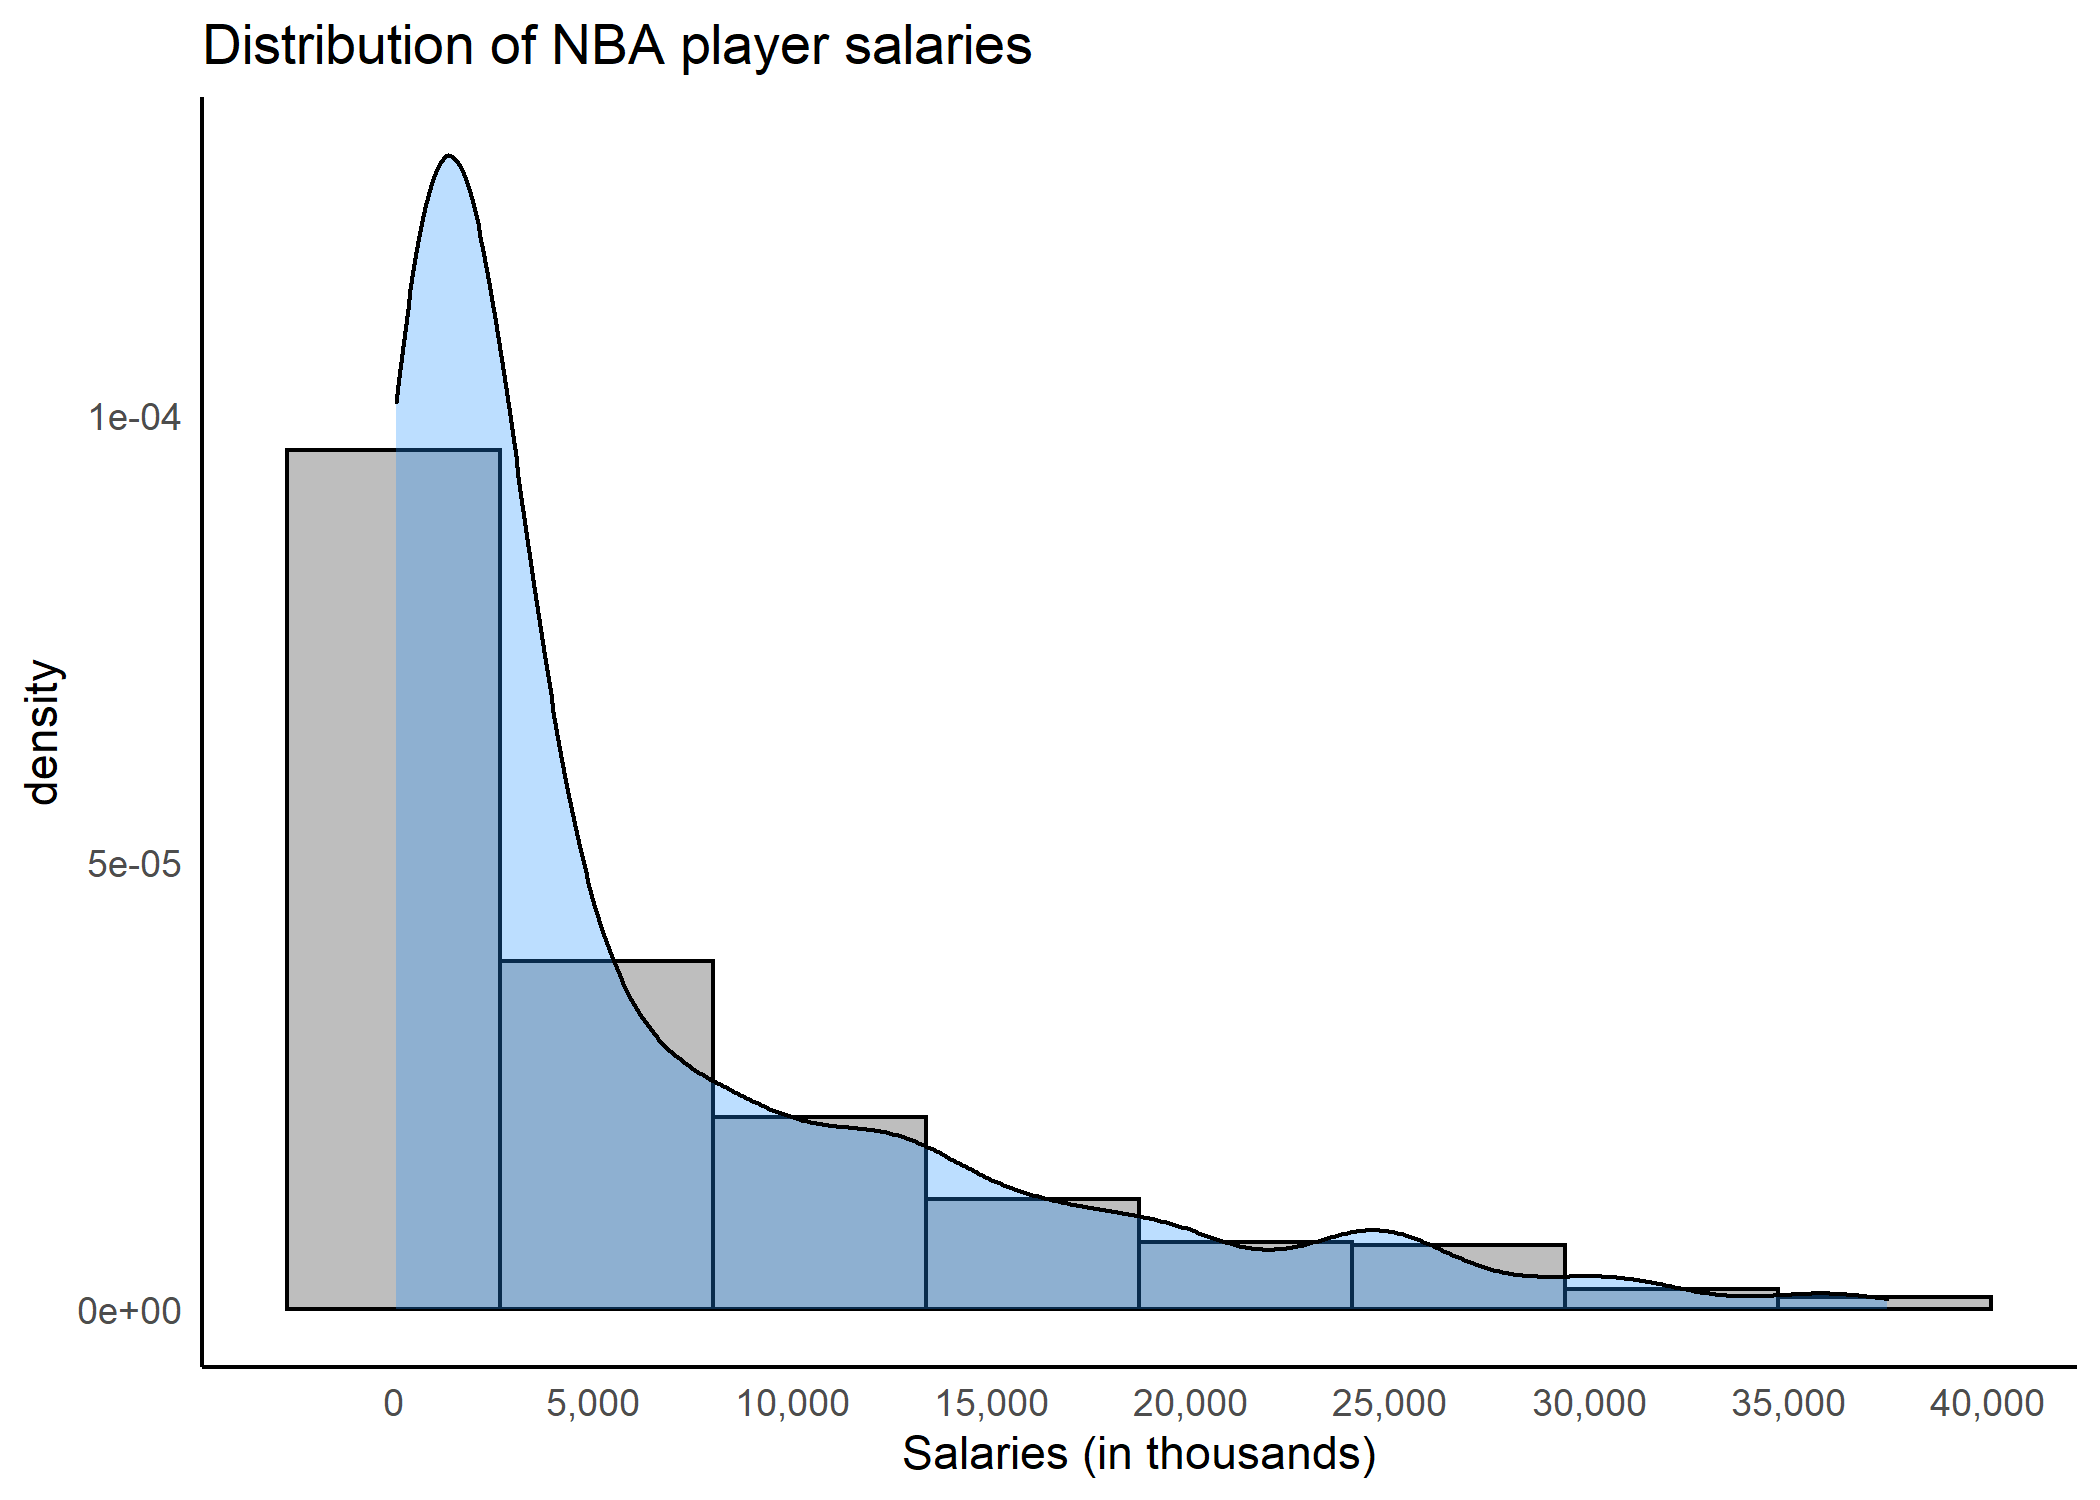 Distribution of NBA player salaries
density
1e-04
5e-05
0e+00
0 5,000 10,000 15,000 20,000 25,000 30,000 35,000 40,000
Salaries (in thousands)